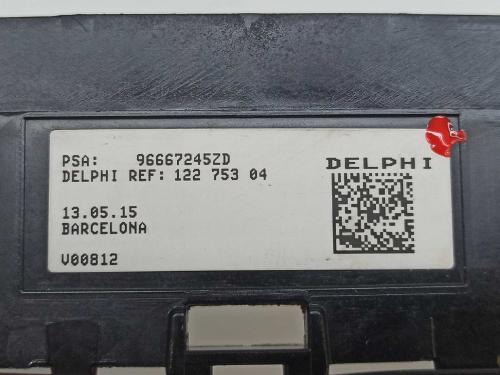 PSA: 96667245ZD
DELPHI REF: 122 753 04
DELPHI
13.05.15
BARCELONA
V00812